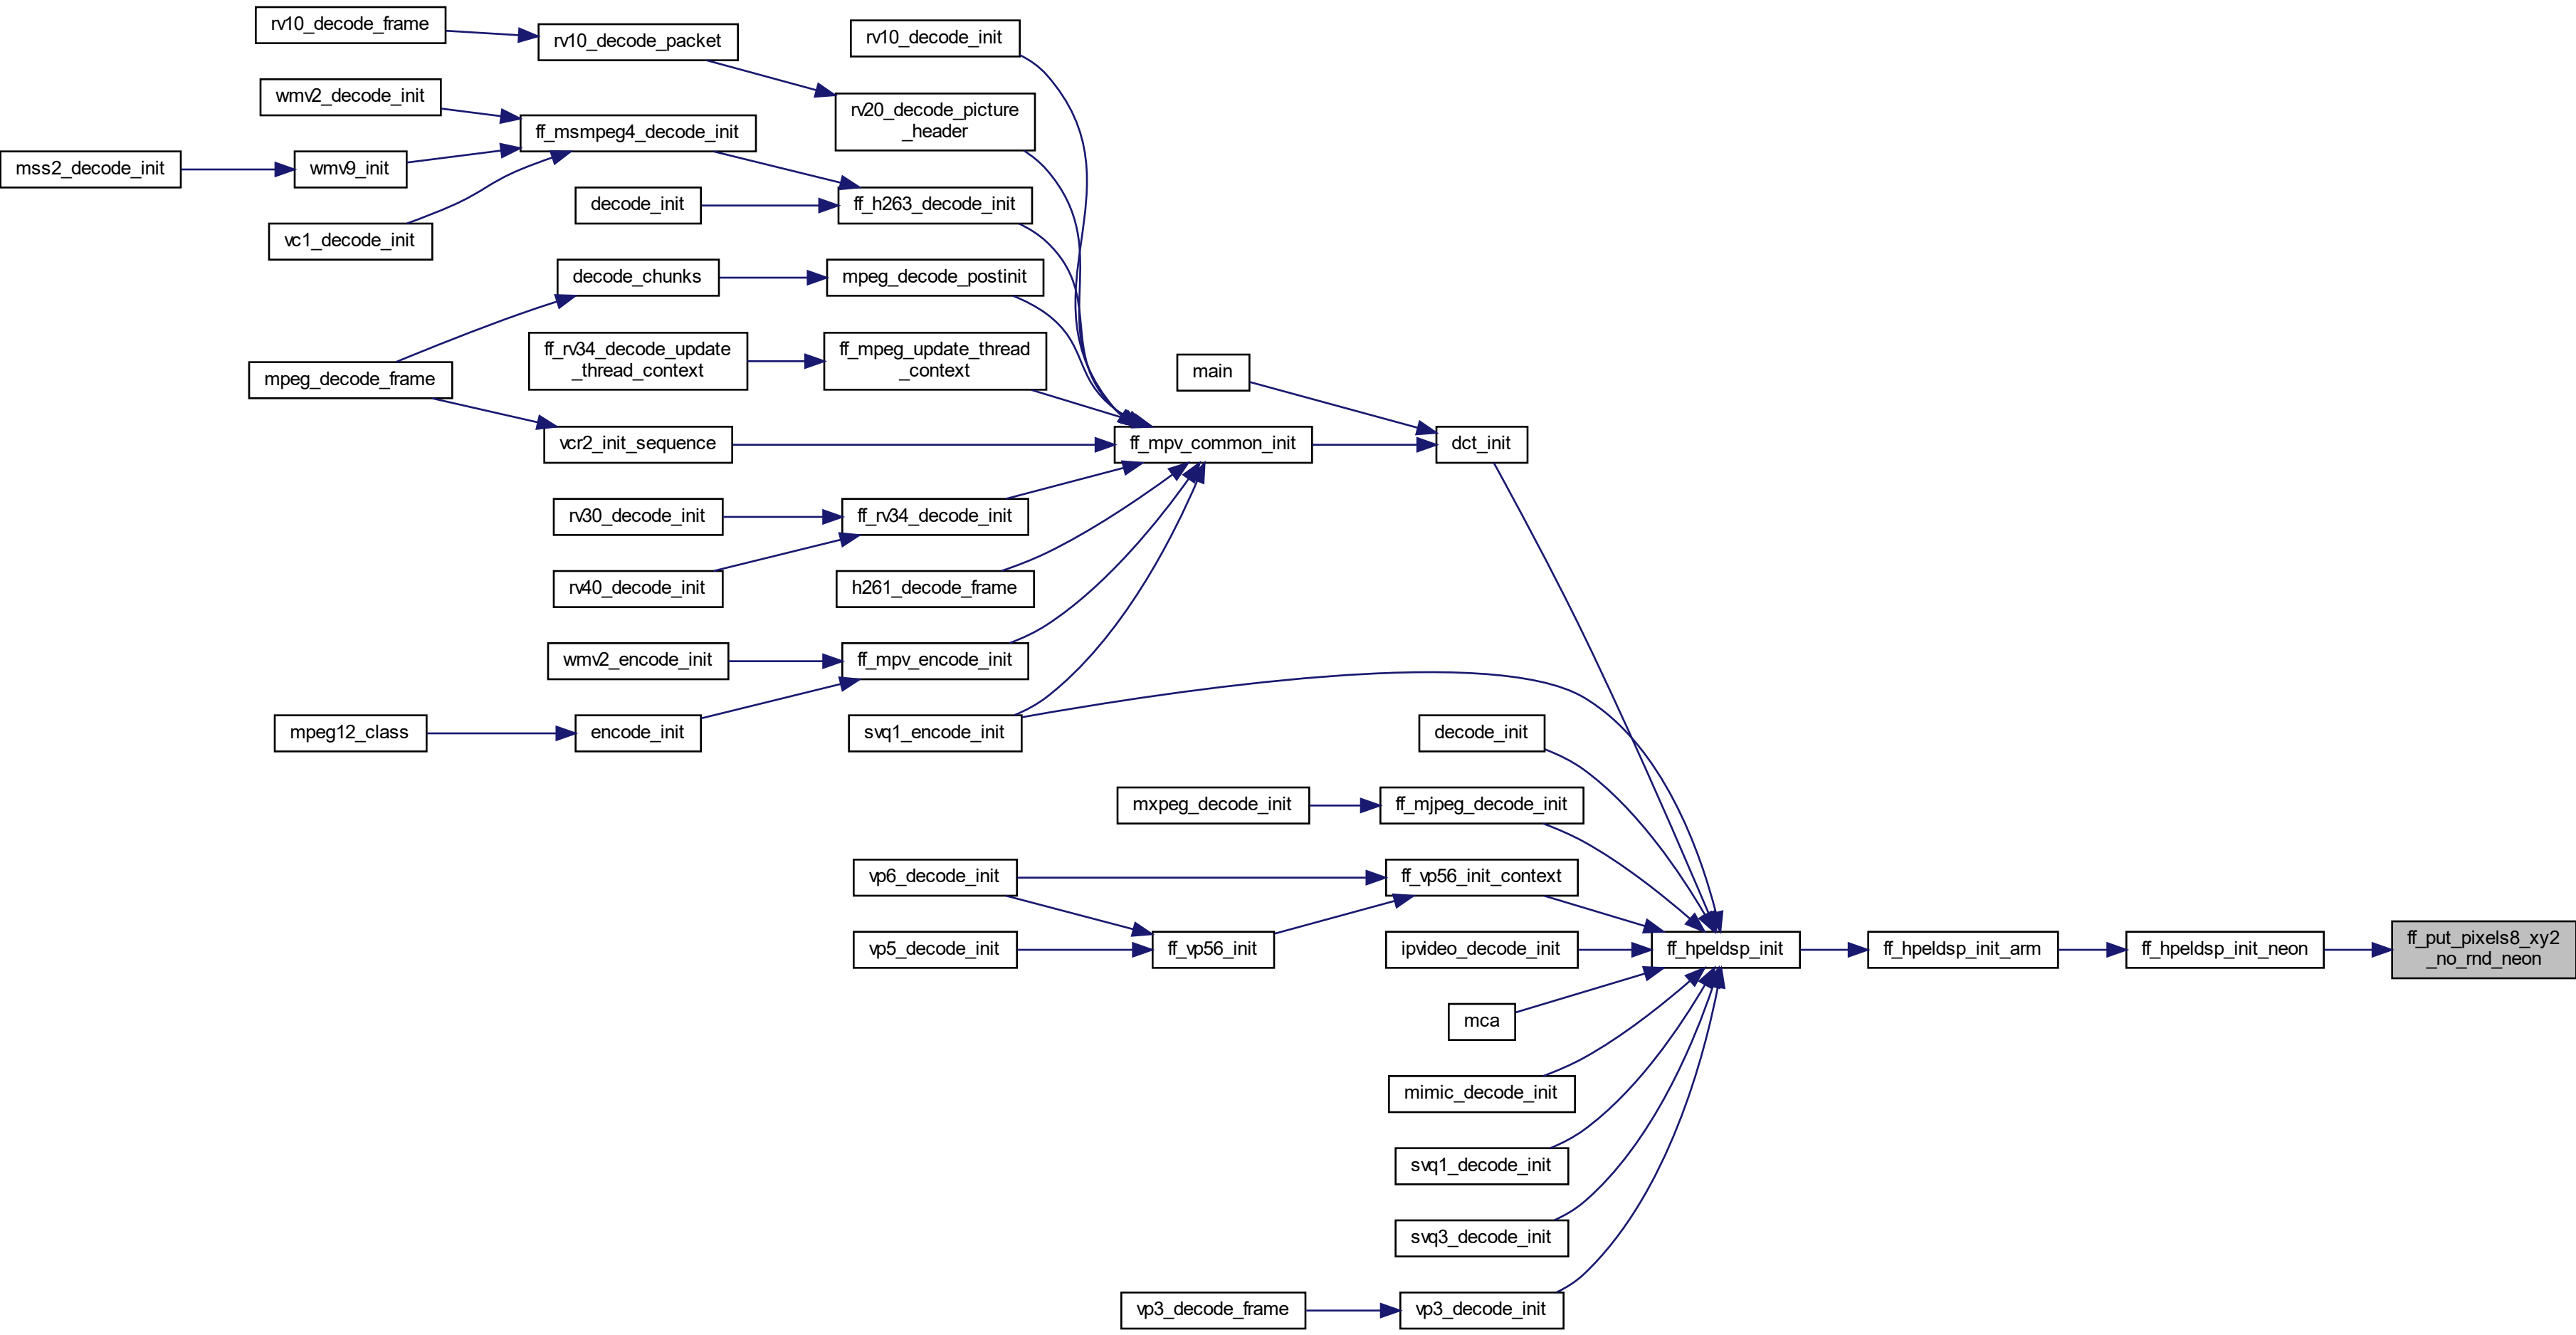 rv10_decode_frame
rv10_decode_packet
rv10_decode_init
wmv2_decode_init
rv20_decode_picture
_header
ff_msmpeg4_decode_init
mss2_decode_init
wmv9_init
decode_init
ff_h263_decode_init
vc1_decode_init
decode_chunks
mpeg_decode_postinit
ff_rv34_decode_update
_thread_context
ff_mpeg_update_thread
_context
main
mpeg_decode_frame
vcr2_init_sequence
ff_mpv_common_init
dct_init
rv30_decode_init
ff_rv34_decode_init
rv40_decode_init
h261_decode_frame
wmv2_encode_init
ff_mpv_encode_init
mpeg12_class
encode_init
svq1_encode_init
decode_init
mxpeg_decode_init
ff_mjpeg_decode_init
vp6_decode_init
ff_vp56_init_context
vp5_decode_init
ff_vp56_init
ipvideo_decode_init
ff_hpeldsp_init
ff_hpeldsp_init_arm
ff_hpeldsp_init_neon
ff_put_pixels8_xy2
_no_rnd_neon
mca
mimic_decode_init
svq1_decode_init
svq3_decode_init
vp3_decode_frame
vp3_decode_init